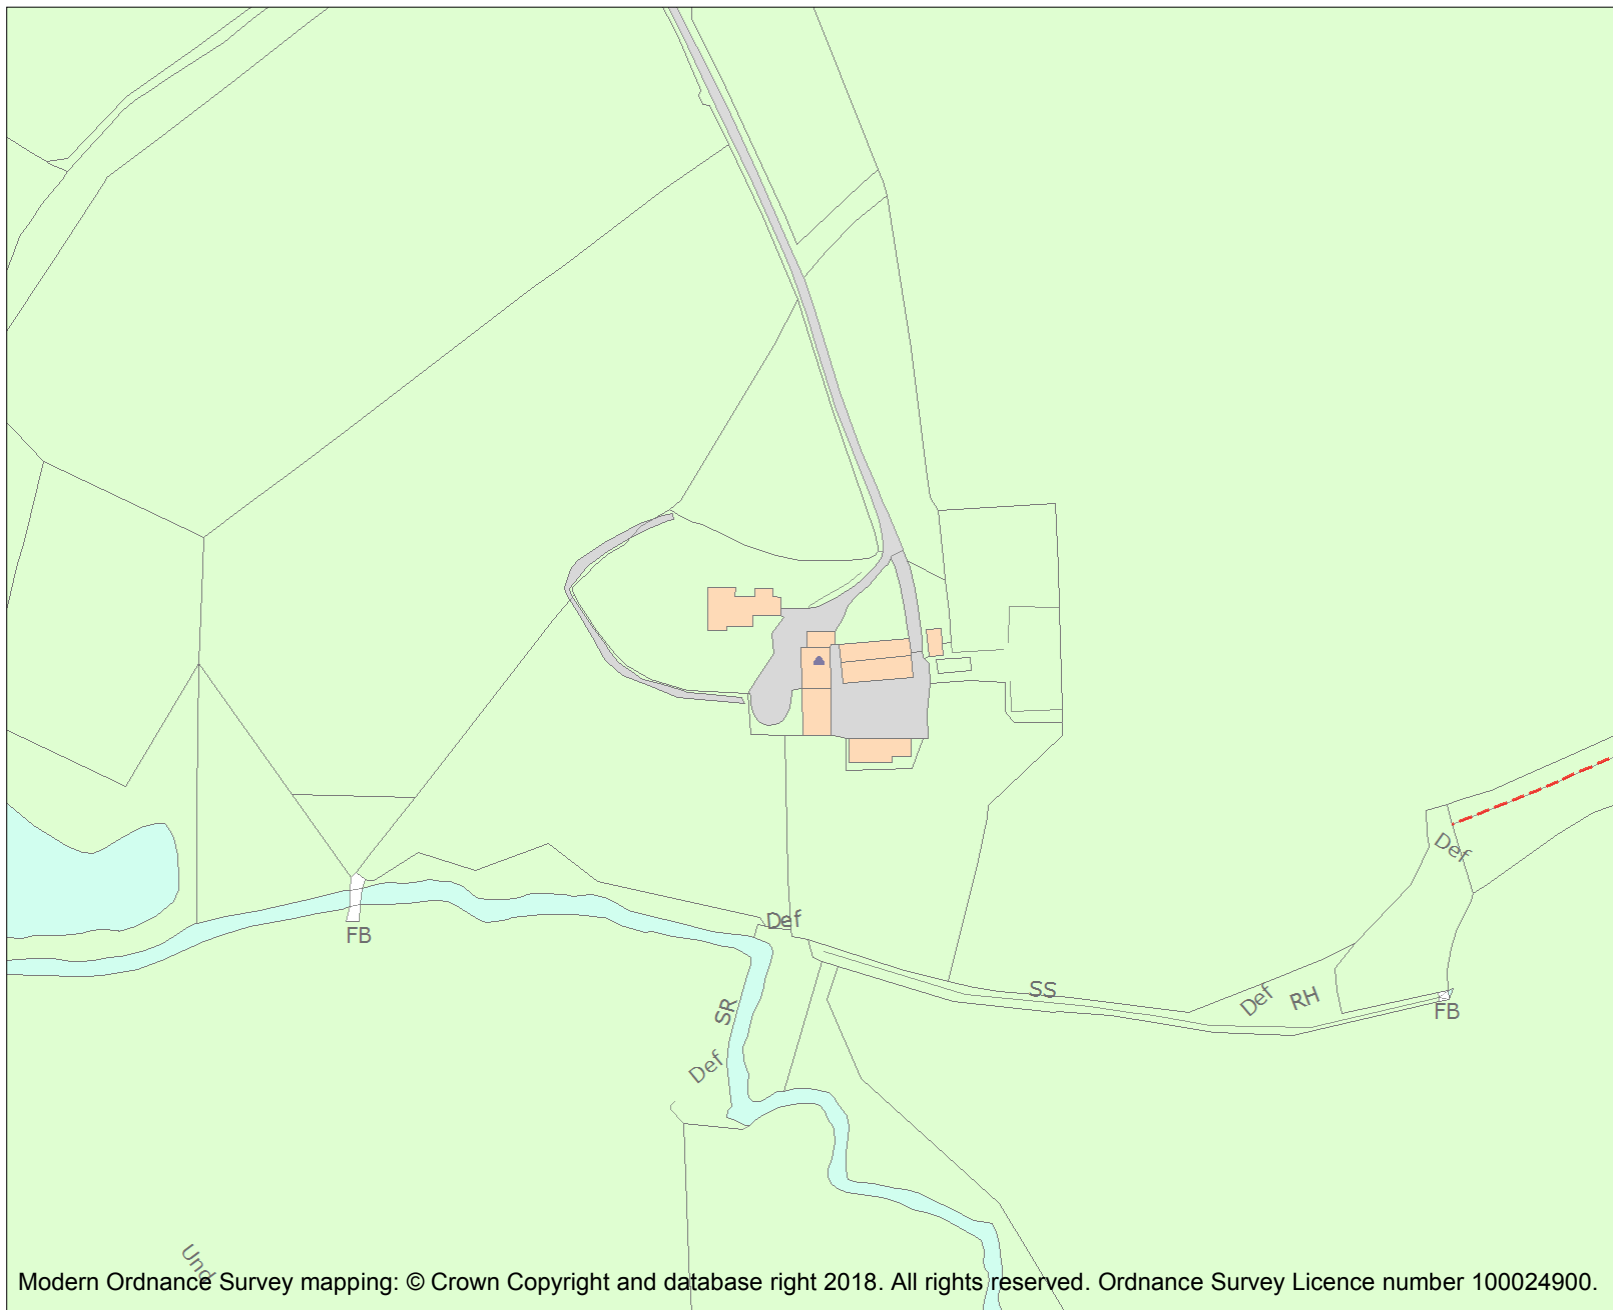 Def
FB
Def
SS
Def
RH
FB
SR
Def
Und
Modern Ordnance Survey mapping: © Crown Copyright and database right 2018. All rights reserved. Ordnance Survey Licence number 100024900.